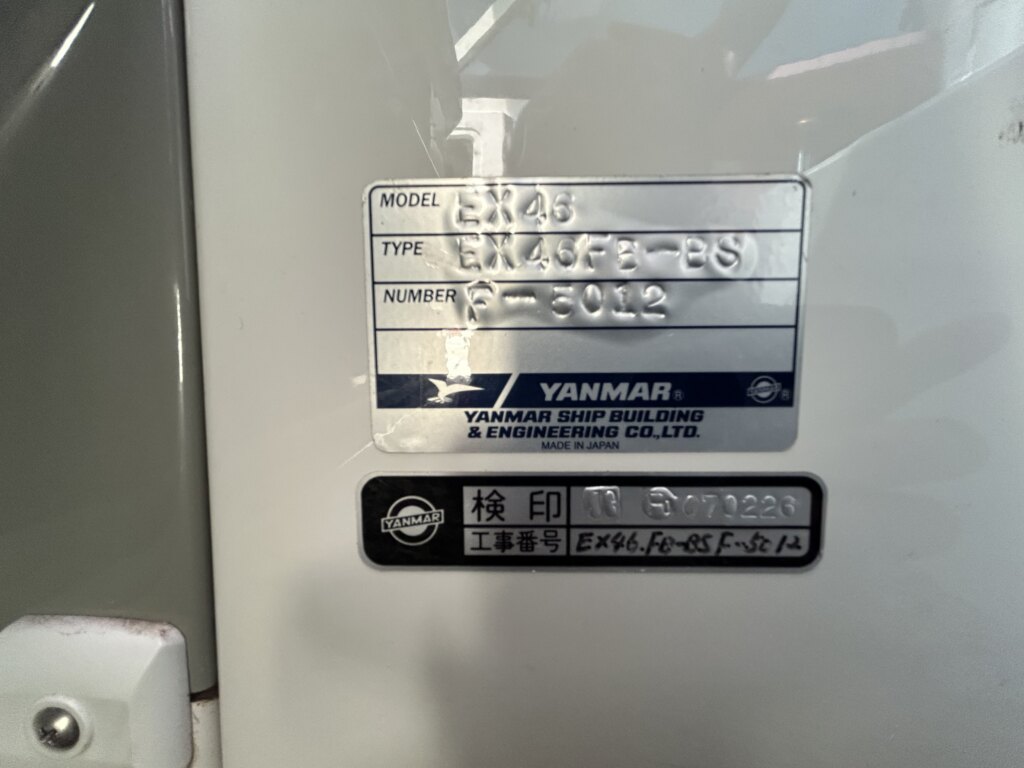 MODEL EX46
TYPE EX46FB-BS
NUMBER F-5012
YANMAR®
YANMAR SHIP BUILDING
& ENGINEERING CO.,LTD.
MADE IN JAPAN
YANMAR
検印 070226
工事番号 EX46.FB-BS F-5012